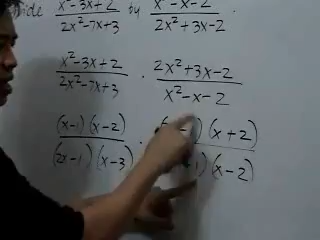 x²-3x+2 / 2x²-7x+3 by x²-x-2 / 2x²+3x-2
x²-3x+2 / 2x²-7x+3 · 2x²+3x-2 / x²-x-2
(x-1)(x-2) / (2x-1)(x-3) · (x+2) / (x-2)